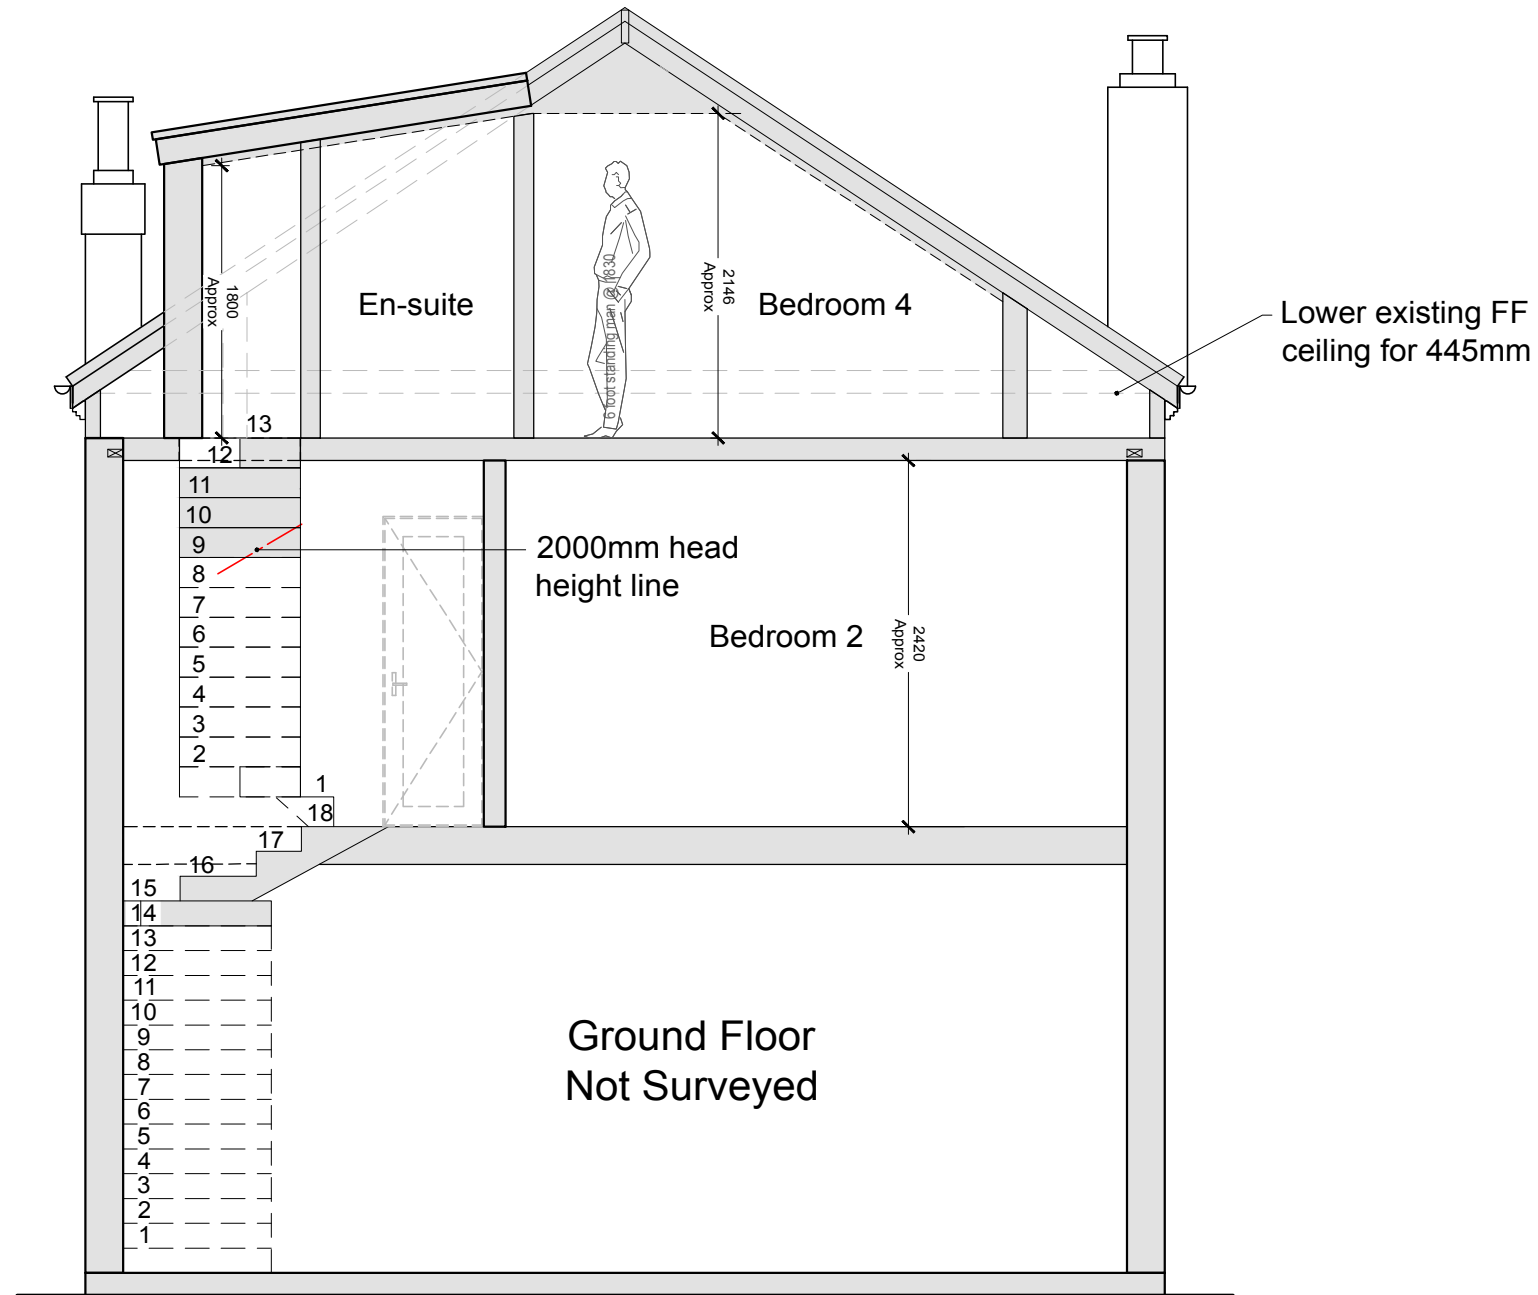 1800
Approx
En-suite
6 foot standing man @ 1830
2146
Approx
Bedroom 4
Lower existing FF
ceiling for 445mm
13
12
11
10
9
8
7
6
5
4
3
2
1
2000mm head
height line
Bedroom 2
2420
Approx
18
17
16
15
14
13
12
11
10
9
8
7
6
5
4
3
2
1
Ground Floor
Not Surveyed